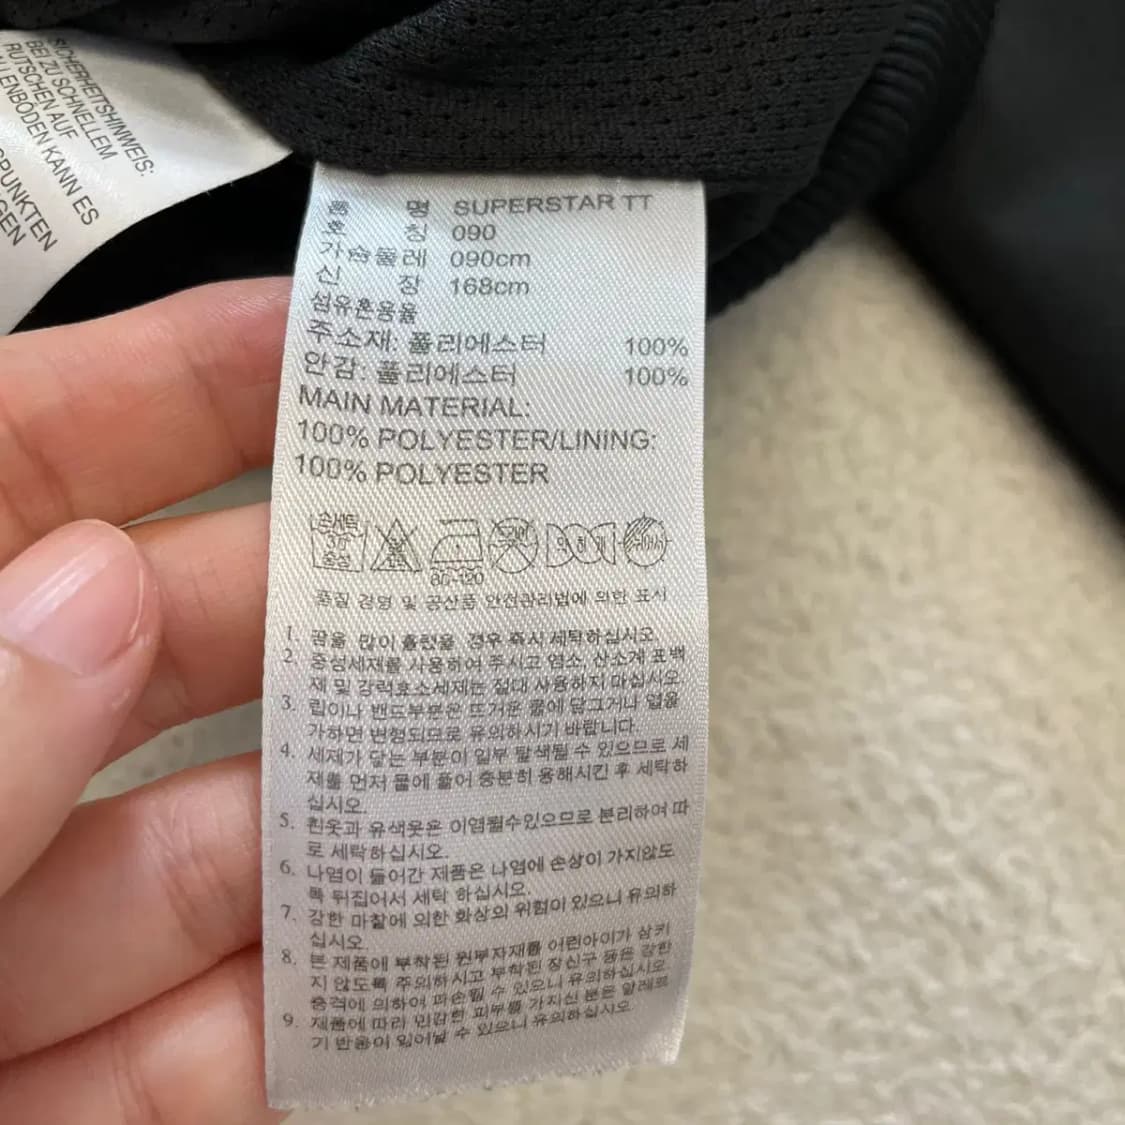 SICHERHEITSHINWEIS:
BEI ZU SCHNELLEM
RUTSCHEN AUF
ENBÖDEN KANN ES
PUNKTEN
GEN
품 명 SUPERSTAR TT
호 칭 090
가슴둘레 090cm
신 장 168cm
섬유혼용율
주소재: 폴리에스터 100%
안감: 폴리에스터 100%
MAIN MATERIAL:
100% POLYESTER/LINING:
100% POLYESTER
손세탁
중성
80-120
약하게
품질 경영 및 공산품 안전관리법에 의한 표시
1. 땀을 많이 흘렸을 경우 즉시 세탁하십시오.
2. 중성세제를 사용하여 주시고 염소, 산소계 표백
제 및 강력효소세제는 절대 사용하지 마십시오.
3. 립이나 밴드부분은 뜨거운 물에 담그거나 열을
가하면 변형되므로 유의하시기 바랍니다.
4. 세제가 닿는 부분이 일부 탈색될 수 있으므로 세
제를 먼저 물에 풀어 충분히 용해시킨 후 세탁하
십시오.
5. 흰옷과 유색옷은 이염될수있으므로 분리하여 따
로 세탁하십시오.
6. 나염이 들어간 제품은 나염에 손상이 가지않도
록 뒤집어서 세탁 하십시오.
7. 강한 마찰에 의한 화상의 위험이 있으니 유의하
십시오.
8. 본 제품에 부착된 원부자재를 어린아이가 삼키
지 않도록 주의하시고 부착된 장신구 등은 강한
충격에 의하여 파손될 수 있으니 유의하십시오.
9. 제품에 따라 민감한 피부를 가지신 분은 알레르
기 반응이 일어날 수 있으니 유의하십시오.